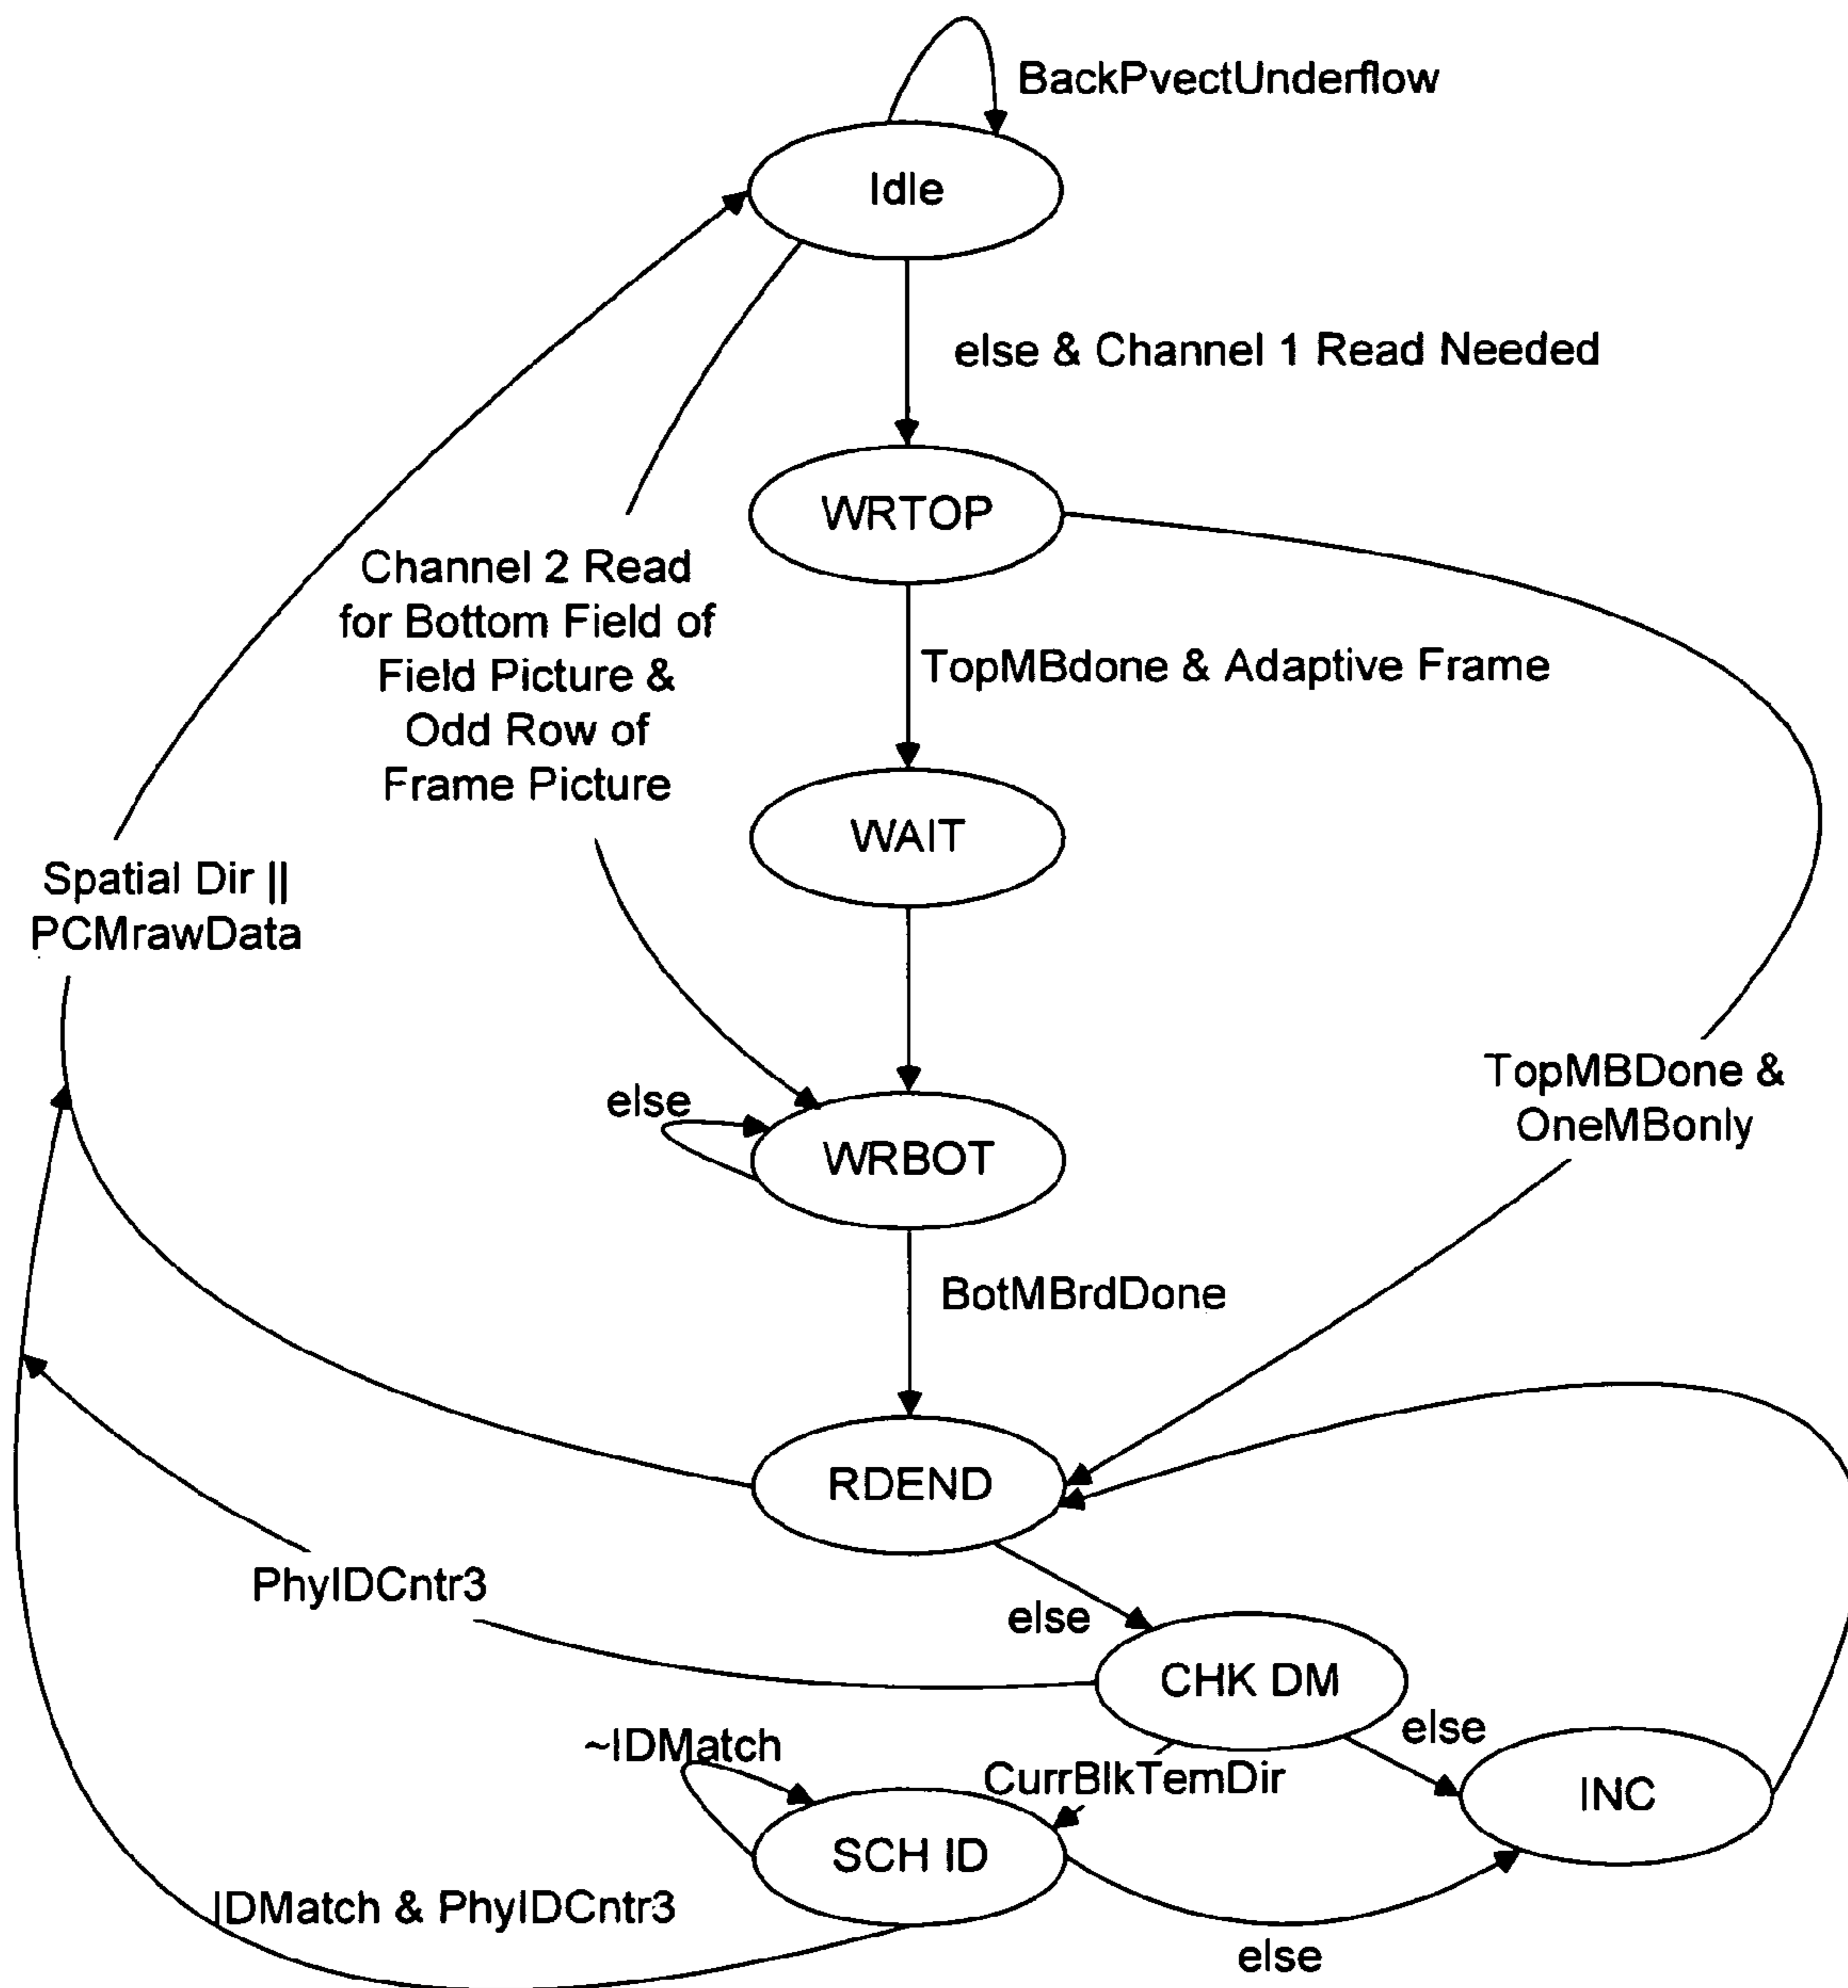 BackPvectUnderflow
Idle
else & Channel 1 Read Needed
WRTOP
Channel 2 Read
for Bottom Field of
Field Picture &
Odd Row of
Frame Picture
TopMBdone & Adaptive Frame
WAIT
Spatial Dir ||
PCMrawData
TopMBDone &
OneMBonly
else
WRBOT
BotMBrdDone
RDEND
PhyIDCntr3
else
CHK DM
else
~IDMatch
CurrBlkTemDir
INC
SCH ID
IDMatch & PhyIDCntr3
else